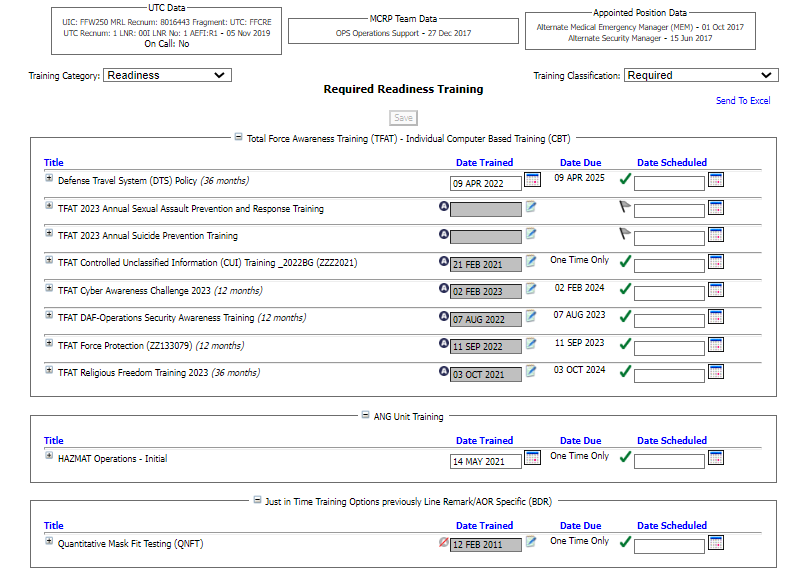 UTC Data
UIC: FFW250 MRL Recnum: 8016443 Fragment: UTC: FFCRE
UTC Recnum: 1 LNR: 00I LNR No: 1 AEFI:R1 - 05 Nov 2019
On Call: No
MCRP Team Data
OPS Operations Support - 27 Dec 2017
Appointed Position Data
Alternate Medical Emergency Manager (MEM) - 01 Oct 2017
Alternate Security Manager - 15 Jun 2017
Training Category: Readiness
Training Classification: Required
Required Readiness Training
Send To Excel
Save
Total Force Awareness Training (TFAT) - Individual Computer Based Training (CBT)
Title Date Trained Date Due Date Scheduled
Defense Travel System (DTS) Policy (36 months) 09 APR 2022 09 APR 2025
TFAT 2023 Annual Sexual Assault Prevention and Response Training A
TFAT 2023 Annual Suicide Prevention Training A
TFAT Controlled Unclassified Information (CUI) Training _2022BG (ZZZ2021) A 21 FEB 2021 One Time Only
TFAT Cyber Awareness Challenge 2023 (12 months) A 02 FEB 2023 02 FEB 2024
TFAT DAF-Operations Security Awareness Training (12 months) A 07 AUG 2022 07 AUG 2023
TFAT Force Protection (ZZ133079) (12 months) A 11 SEP 2022 11 SEP 2023
TFAT Religious Freedom Training 2023 (36 months) A 03 OCT 2021 03 OCT 2024
ANG Unit Training
Title Date Trained Date Due Date Scheduled
HAZMAT Operations - Initial 14 MAY 2021 One Time Only
Just in Time Training Options previously Line Remark/AOR Specific (BDR)
Title Date Trained Date Due Date Scheduled
Quantitative Mask Fit Testing (QNFT) 12 FEB 2011 One Time Only